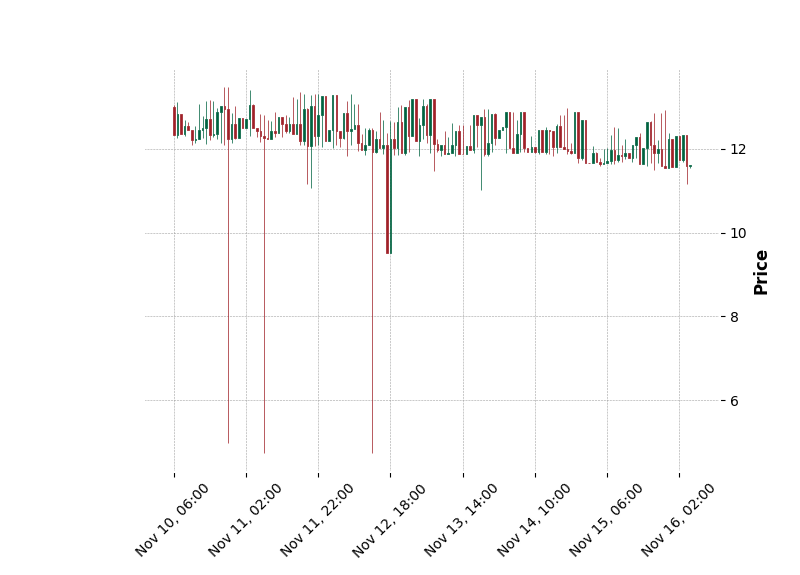 12
10
8
6
Price
Nov 10, 06:00
Nov 11, 02:00
Nov 11, 22:00
Nov 12, 18:00
Nov 13, 14:00
Nov 14, 10:00
Nov 15, 06:00
Nov 16, 02:00